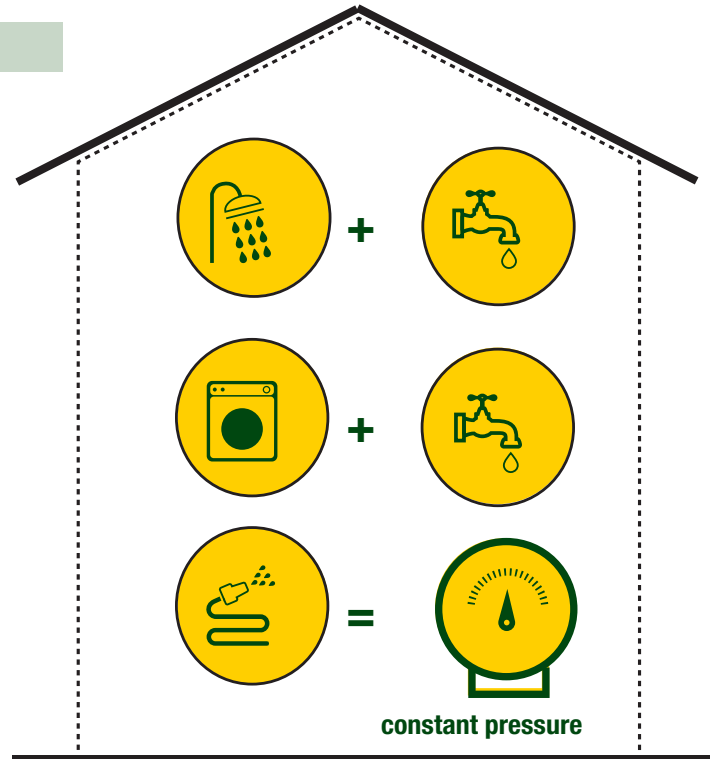 +
+
=
constant pressure